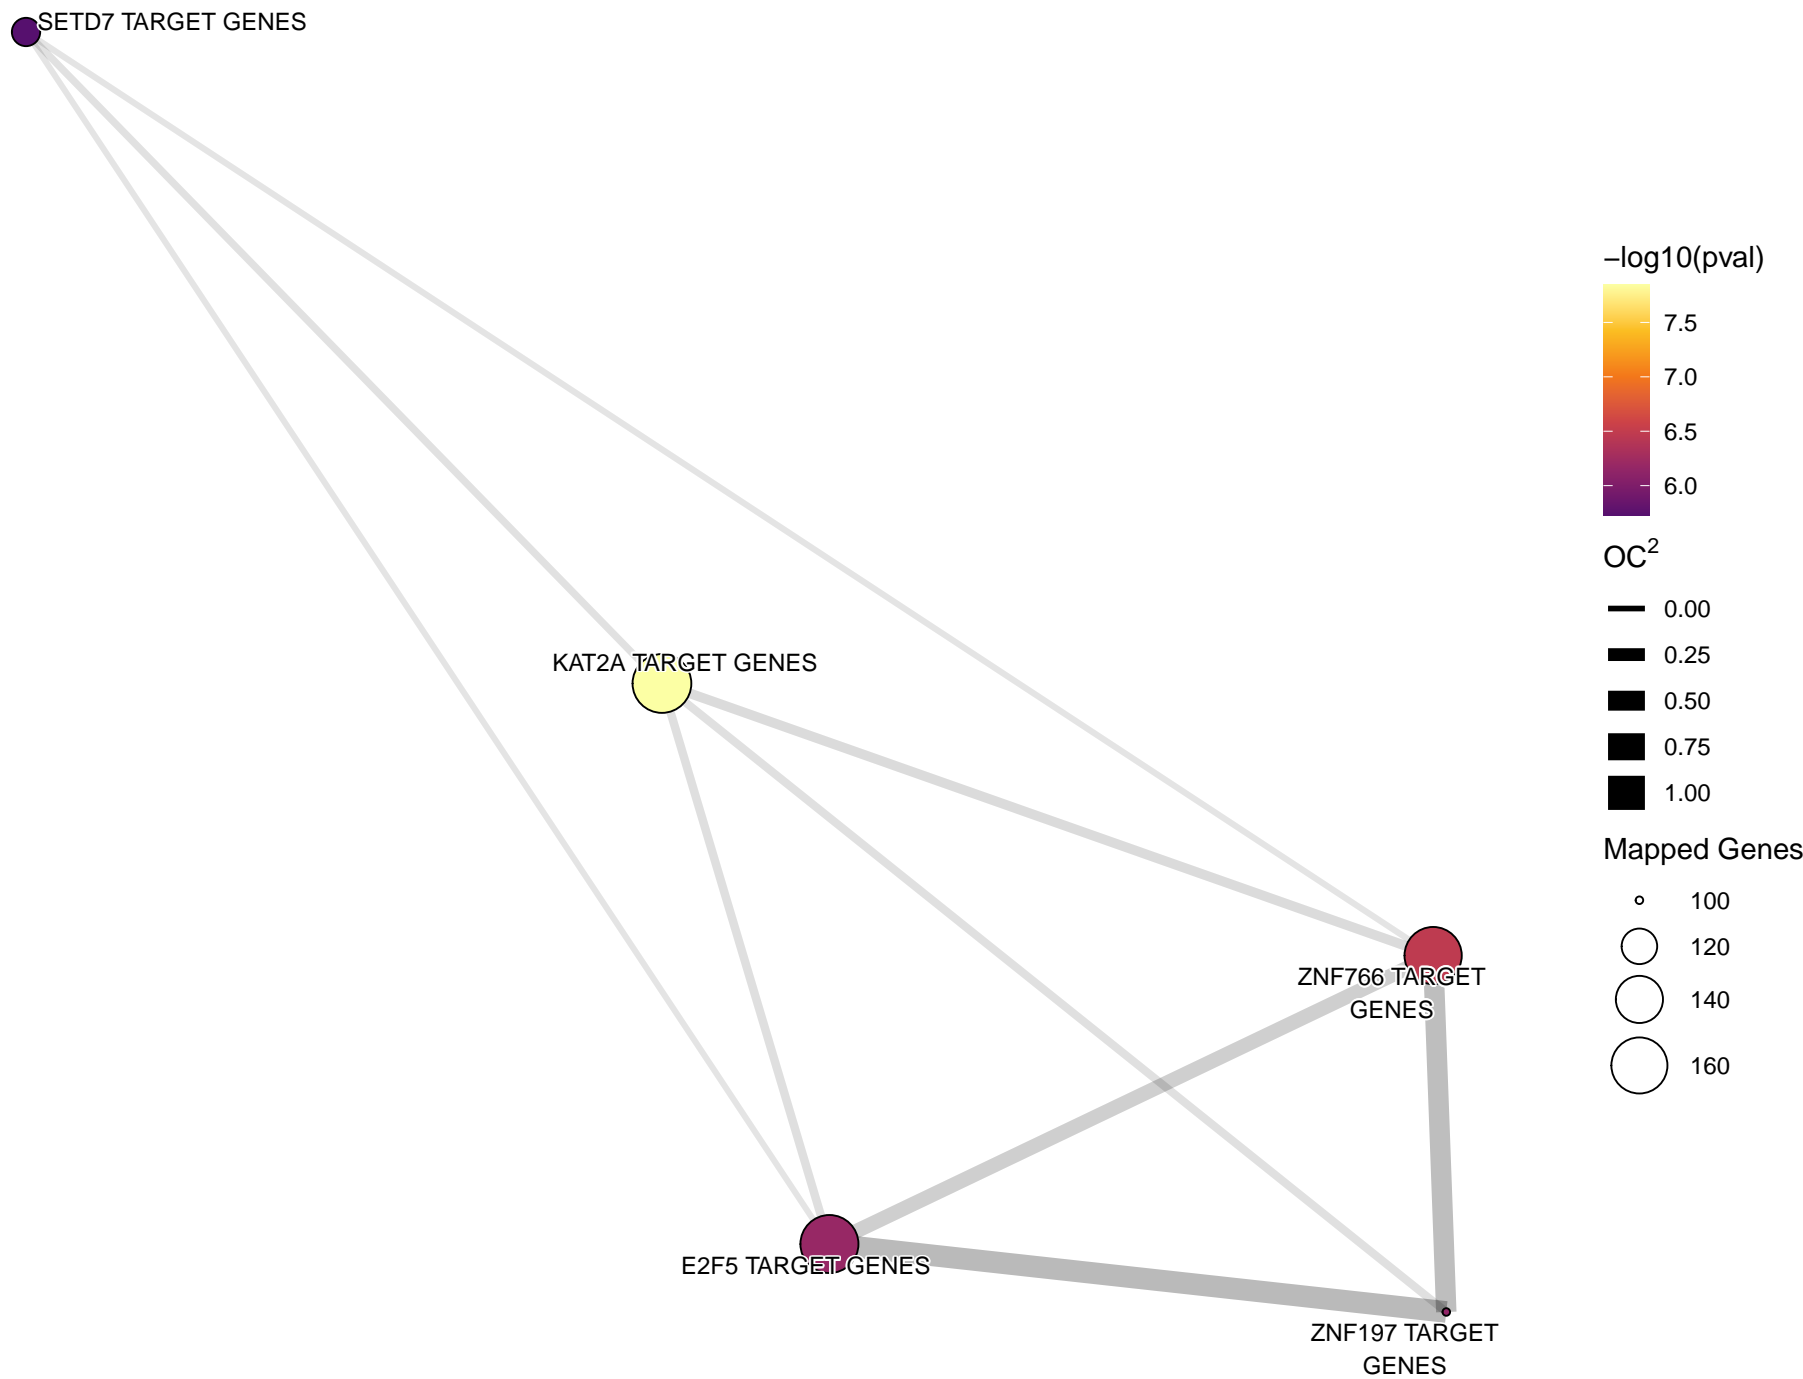 SETD7 TARGET GENES
KAT2A TARGET GENES
ZNF766 TARGET
GENES
E2F5 TARGET GENES
ZNF197 TARGET
GENES
−log10(pval)
7.5
7.0
6.5
6.0
OC²
0.00
0.25
0.50
0.75
1.00
Mapped Genes
100
120
140
160